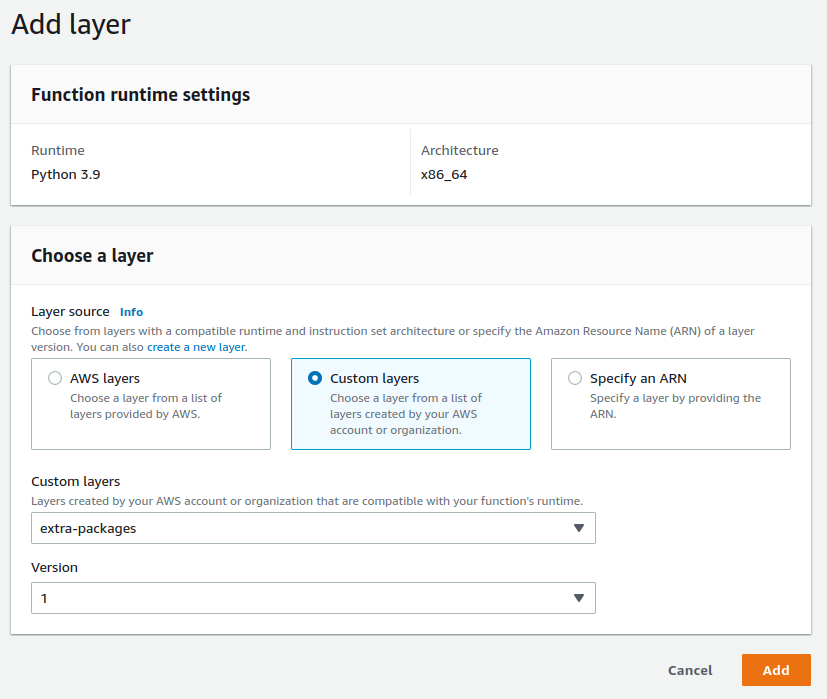 Add layer
Function runtime settings
Runtime
Python 3.9
Architecture
x86_64
Choose a layer
Layer source Info
Choose from layers with a compatible runtime and instruction set architecture or specify the Amazon Resource Name (ARN) of a layer
version. You can also create a new layer.
AWS layers
Choose a layer from a list of
layers provided by AWS.
Custom layers
Choose a layer from a list of
layers created by your AWS
account or organization.
Specify an ARN
Specify a layer by providing the
ARN.
Custom layers
Layers created by your AWS account or organization that are compatible with your function's runtime.
extra-packages
Version
1
Cancel
Add